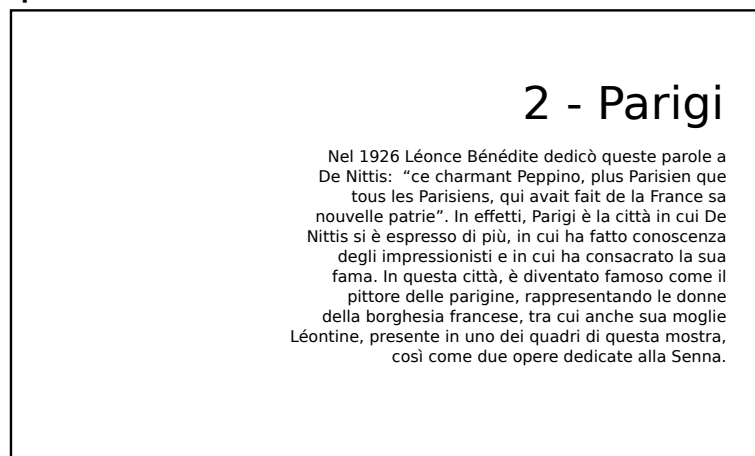 2 - Parigi
Nel 1926 Léonce Bénédite dedicò queste parole a
De Nittis:  “ce charmant Peppino, plus Parisien que
tous les Parisiens, qui avait fait de la France sa
nouvelle patrie”. In effetti, Parigi è la città in cui De
Nittis si è espresso di più, in cui ha fatto conoscenza
degli impressionisti e in cui ha consacrato la sua
fama. In questa città, è diventato famoso come il
pittore delle parigine, rappresentando le donne
della borghesia francese, tra cui anche sua moglie
Léontine, presente in uno dei quadri di questa mostra,
così come due opere dedicate alla Senna.